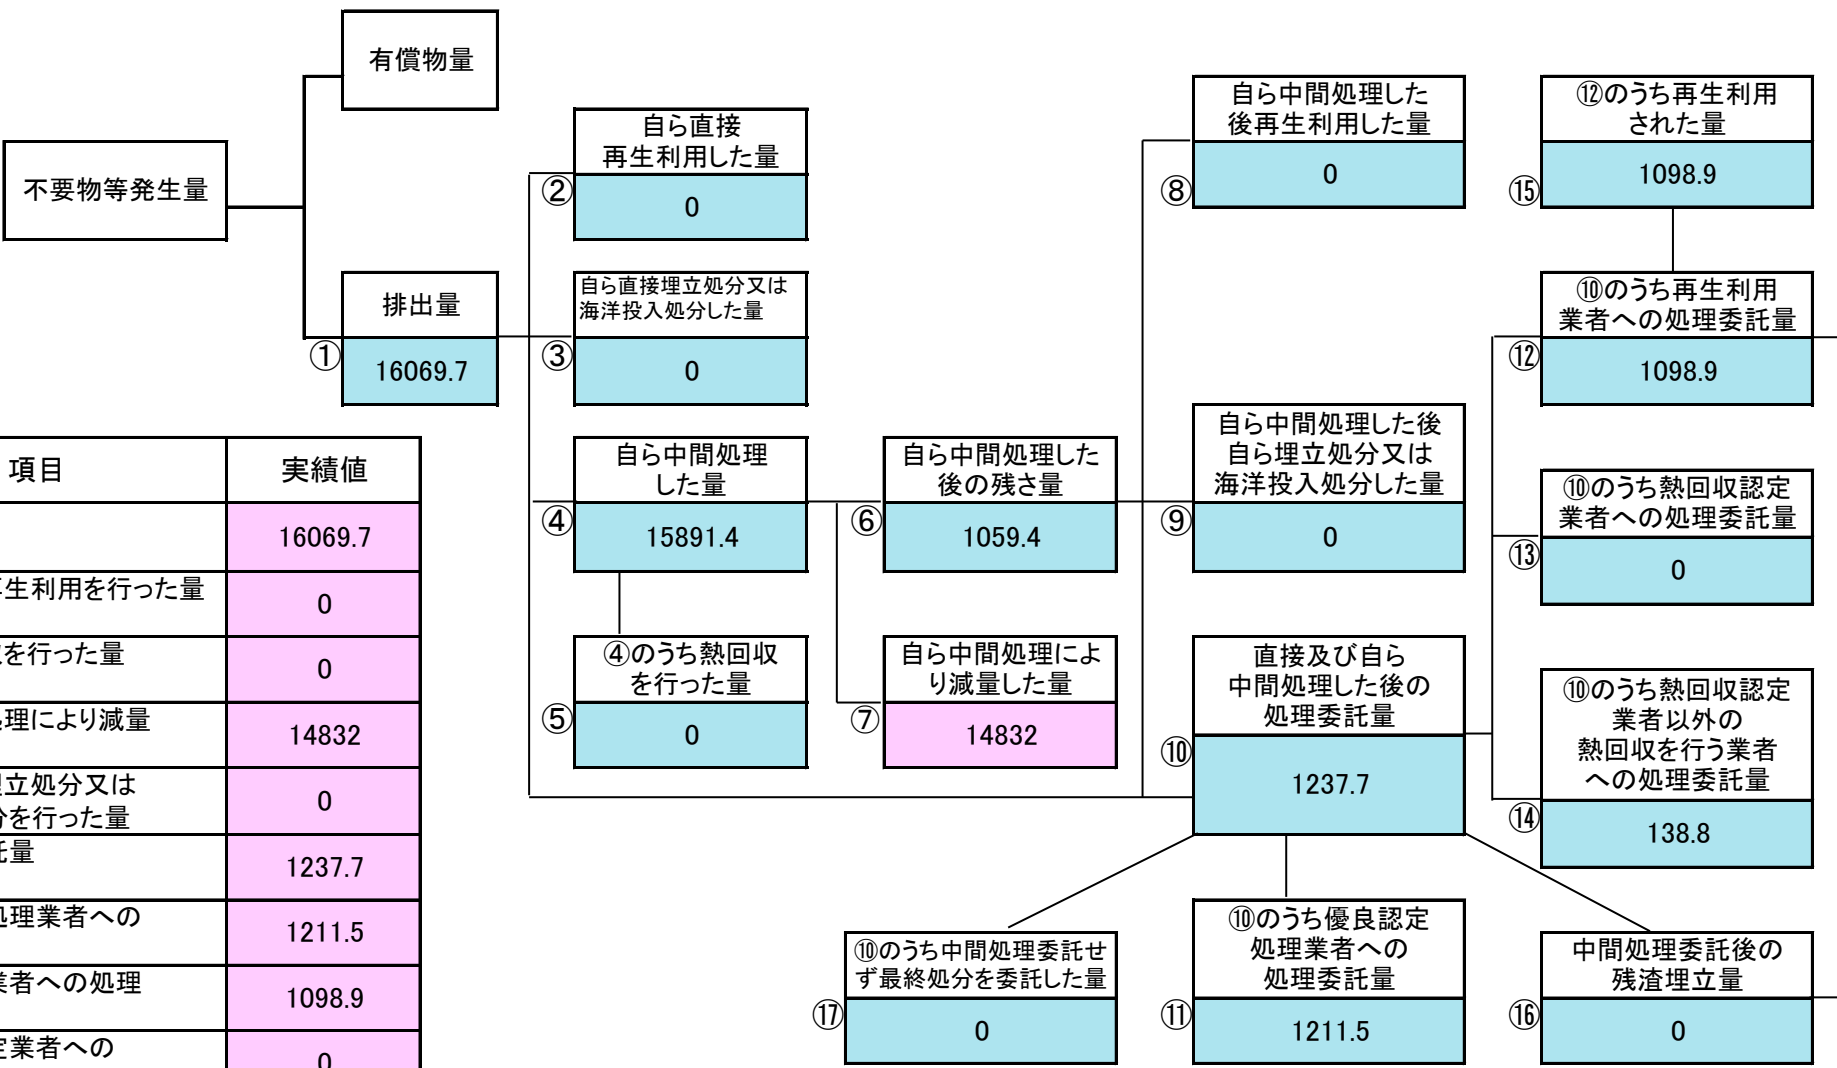 有償物量
不要物等発生量
排出量
①
16069.7
自ら直接
再生利用した量
②
0
自ら直接埋立処分又は
海洋投入処分した量
③
0
自ら中間処理
した量
④
15891.4
④のうち熱回収
を行った量
⑤
0
自ら中間処理した
後の残さ量
⑥
1059.4
自ら中間処理によ
り減量した量
⑦
14832
自ら中間処理した
後再生利用した量
⑧
0
自ら中間処理した後
自ら埋立処分又は
海洋投入処分した量
⑨
0
直接及び自ら
中間処理した後の
処理委託量
⑩
1237.7
⑩のうち優良認定
処理業者への
処理委託量
⑪
1211.5
⑫のうち再生利用
された量
⑮
1098.9
⑩のうち再生利用
業者への処理委託量
⑫
1098.9
⑩のうち熱回収認定
業者への処理委託量
⑬
0
⑩のうち熱回収認定
業者以外の
熱回収を行う業者
への処理委託量
⑭
138.8
中間処理委託後の
残渣埋立量
⑯
0
⑩のうち中間処理委託せ
ず最終処分を委託した量
⑰
0
項目 実績値
16069.7
生利用を行った量
0
を行った量
0
理により減量
14832
立処分又は
を行った量
0
量
1237.7
理業者への
1211.5
者への処理
1098.9
業者への
0